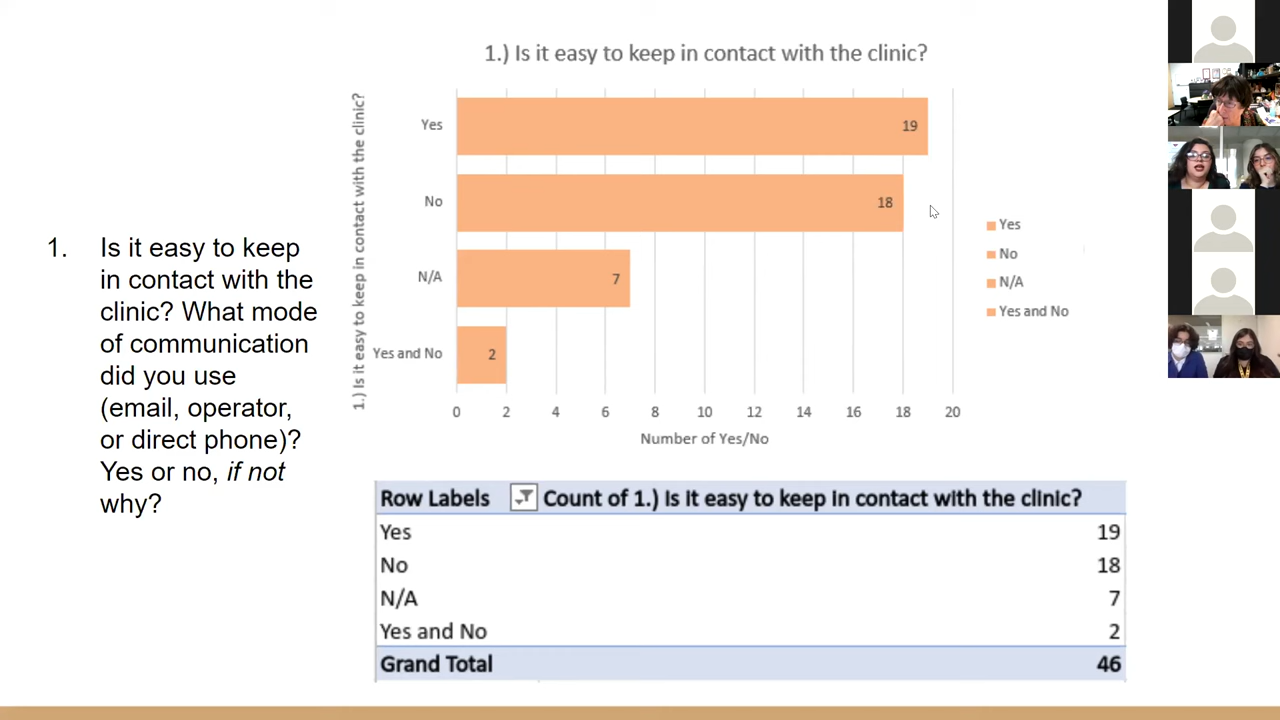 1.) Is it easy to keep in contact with the clinic?
1.) Is it easy to keep in contact with the clinic?
Yes
19
No
18
N/A
7
Yes and No
2
0 2 4 6 8 10 12 14 16 18 20
Number of Yes/No
Yes
No
N/A
Yes and No
1. Is it easy to keep
in contact with the
clinic? What mode
of communication
did you use
(email, operator,
or direct phone)?
Yes or no, if not
why?
Row Labels Count of 1.) Is it easy to keep in contact with the clinic?
Yes 19
No 18
N/A 7
Yes and No 2
Grand Total 46